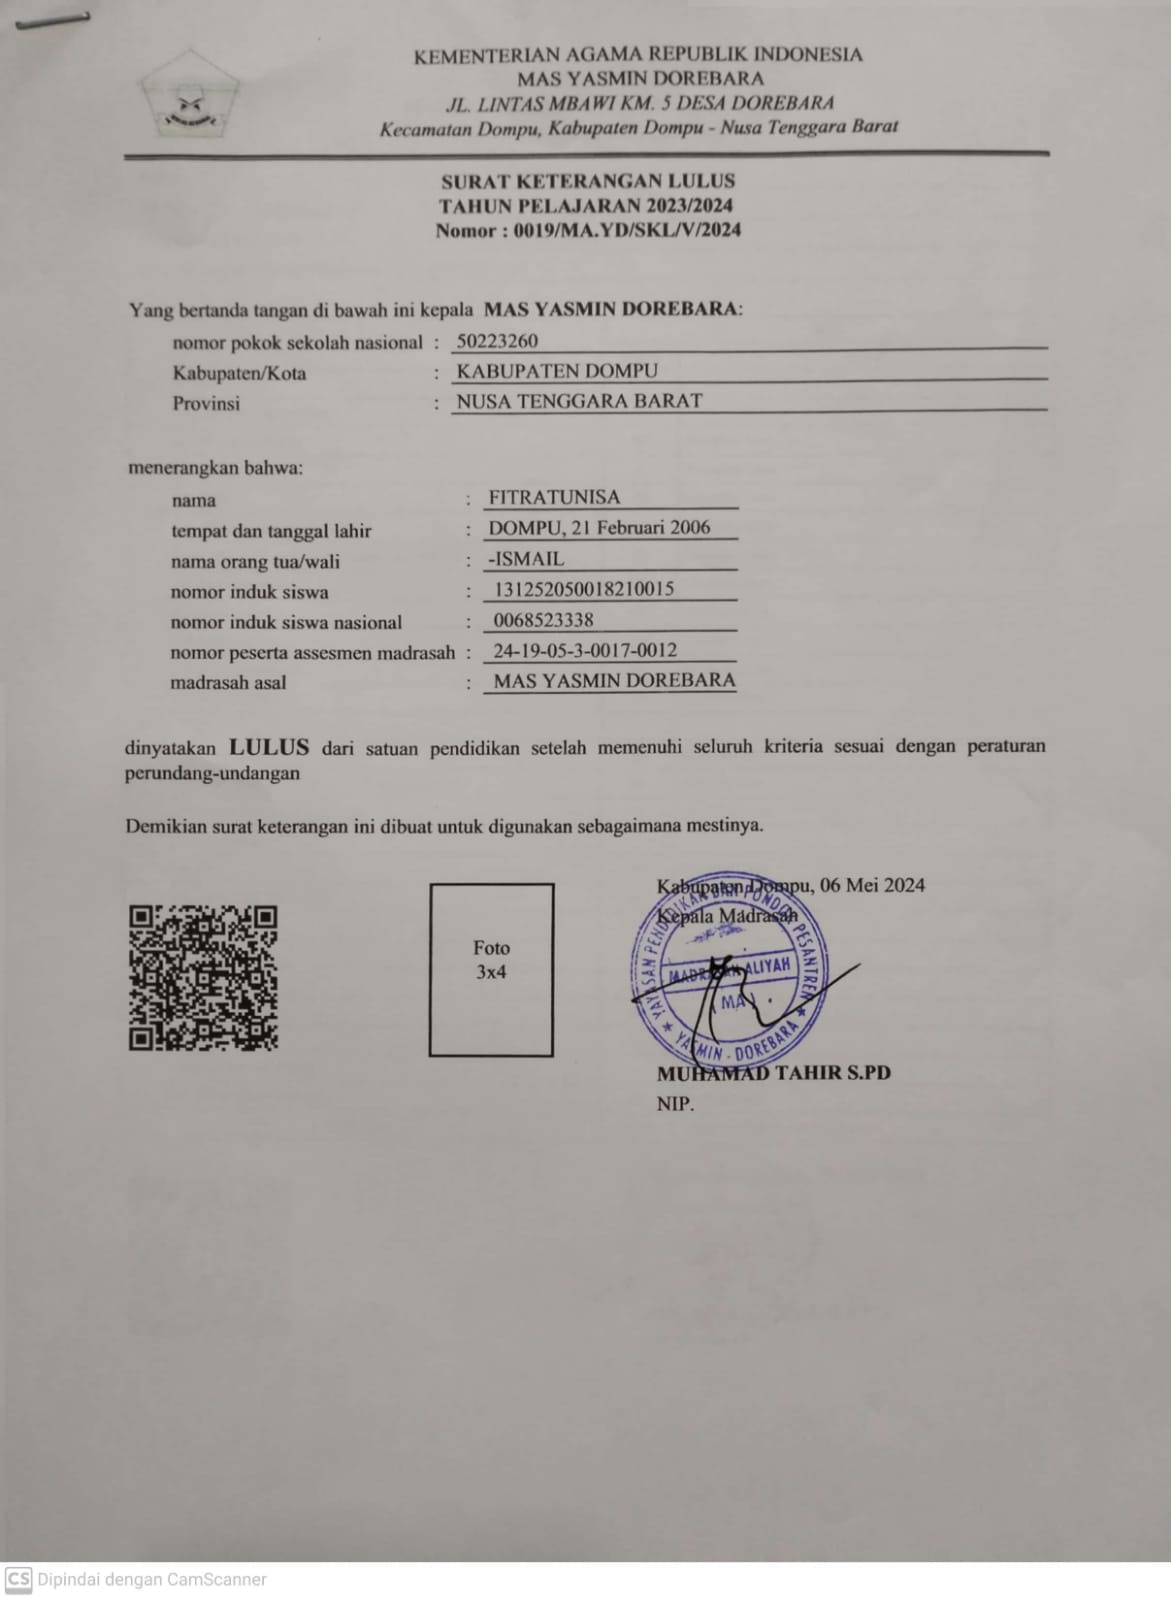 KEMENTERIAN AGAMA REPUBLIK INDONESIA
MAS YASMIN DOREBARA
JL. LINTAS MBAWI KM. 5 DESA DOREBARA
Kecamatan Dompu, Kabupaten Dompu - Nusa Tenggara Barat
SURAT KETERANGAN LULUS
TAHUN PELAJARAN 2023/2024
Nomor : 0019/MA.YD/SKL/V/2024
Yang bertanda tangan di bawah ini kepala MAS YASMIN DOREBARA:
nomor pokok sekolah nasional : 50223260
Kabupaten/Kota : KABUPATEN DOMPU
Provinsi : NUSA TENGGARA BARAT
menerangkan bahwa:
nama : FITRATUNISA
tempat dan tanggal lahir : DOMPU, 21 Februari 2006
nama orang tua/wali : -ISMAIL
nomor induk siswa : 131252050018210015
nomor induk siswa nasional : 0068523338
nomor peserta assesmen madrasah : 24-19-05-3-0017-0012
madrasah asal : MAS YASMIN DOREBARA
dinyatakan LULUS dari satuan pendidikan setelah memenuhi seluruh kriteria sesuai dengan peraturan
perundang-undangan
Demikian surat keterangan ini dibuat untuk digunakan sebagaimana mestinya.
Kabupaten Dompu, 06 Mei 2024
Kepala Madrasah
Foto
3x4
YAYASAN PENDIDIKAN DAN PONDOK PESANTREN
MADRASAH ALIYAH
(MA)
YASMIN - DOREBARA
MUHAMAD TAHIR S.PD
NIP.
CS Dipindai dengan CamScanner